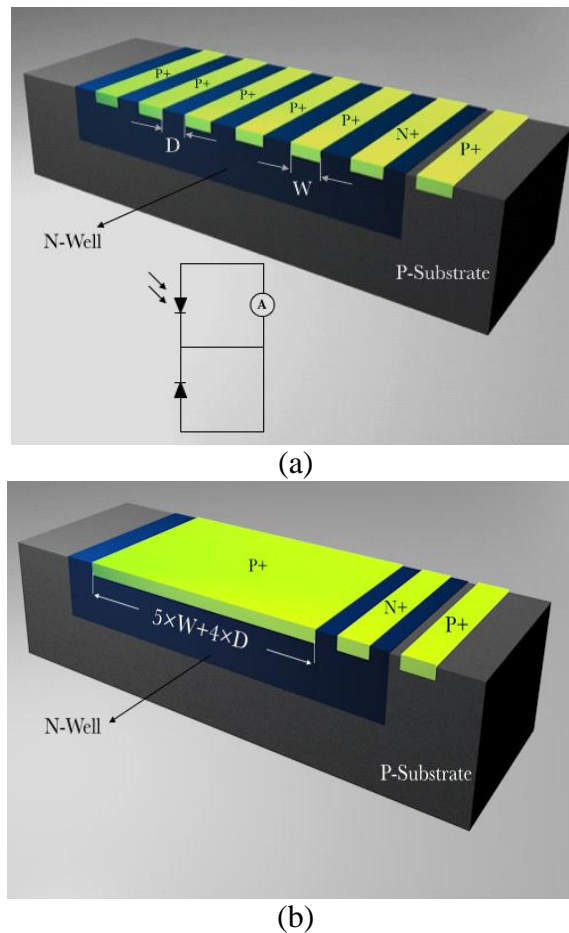 P+
P+
P+
P+
P+
N+
P+
D
W
N-Well
P-Substrate
A
(a)
P+
N+
P+
5×W+4×D
N-Well
P-Substrate
(b)